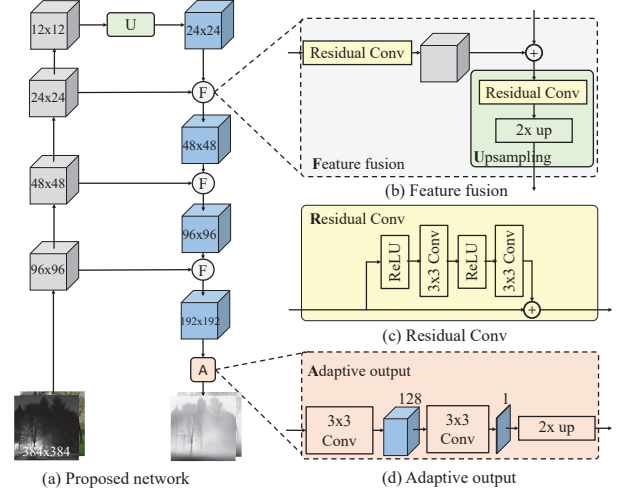 12x12
U
24x24
24x24
F
48x48
48x48
F
96x96
96x96
F
192x192
A
384x384
(a) Proposed network
Residual Conv
+
Residual Conv
2x up
Upsampling
Feature fusion
(b) Feature fusion
Residual Conv
ReLU
3x3 Conv
ReLU
3x3 Conv
+
(c) Residual Conv
Adaptive output
128
1
3x3
Conv
3x3
Conv
2x up
(d) Adaptive output